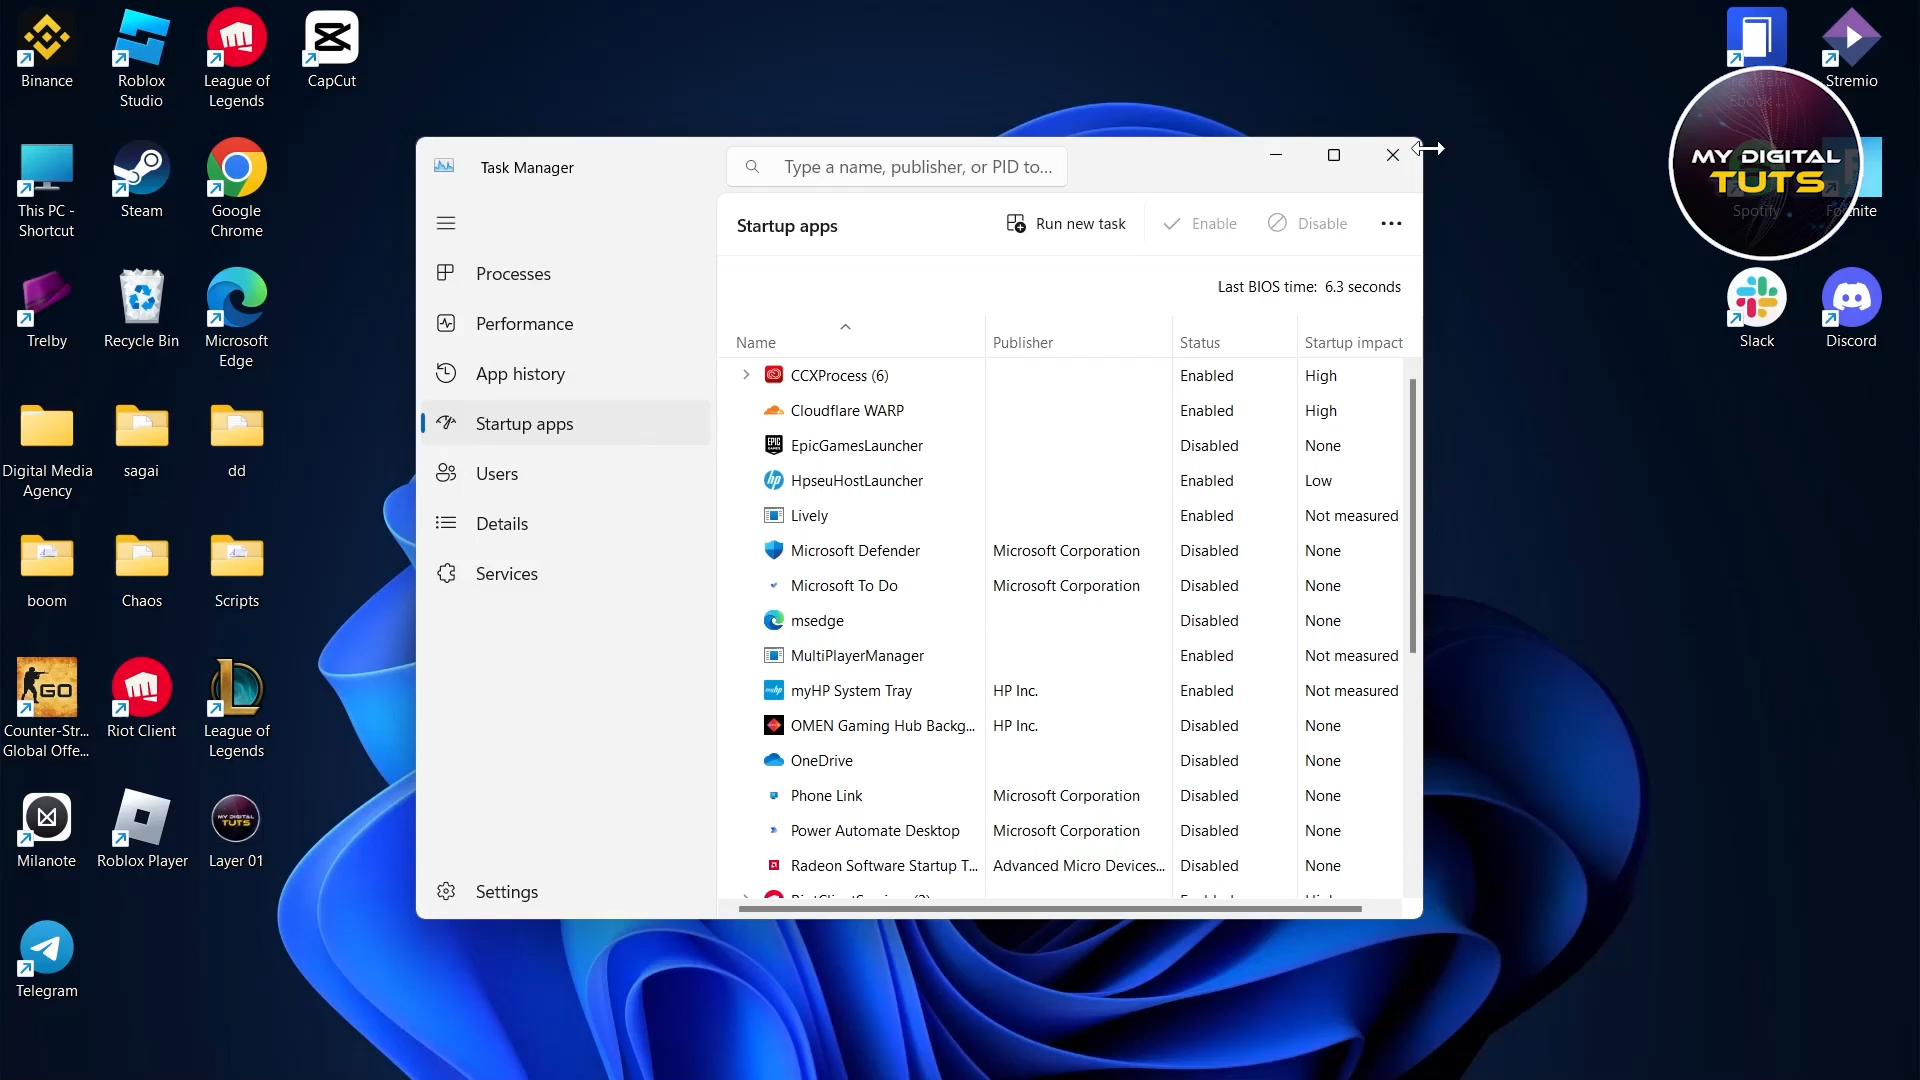 Binance
Roblox
Studio
League of
Legends
CapCut
Stremio
This PC -
Shortcut
Steam
Google
Chrome
MY DIGITAL
TUTS
Spotify
Trelby
Recycle Bin
Microsoft
Edge
Slack
Discord
Digital Media
Agency
sagai
dd
boom
Chaos
Scripts
GO
Counter-Str...
Global Offe...
Riot Client
League of
Legends
Milanote
Roblox Player
MY DIGITAL
TUTS
Layer 01
Telegram
Task Manager
Type a name, publisher, or PID to...
Processes
Performance
App history
Startup apps
Users
Details
Services
Settings
Startup apps
Run new task
Enable
Disable
Last BIOS time: 6.3 seconds
Name Publisher Status Startup impact
CCXProcess (6) Enabled High
Cloudflare WARP Enabled High
EPIC
EpicGamesLauncher Disabled None
hp HpseuHostLauncher Enabled Low
Lively Enabled Not measured
Microsoft Defender Microsoft Corporation Disabled None
Microsoft To Do Microsoft Corporation Disabled None
msedge Disabled None
MultiPlayerManager Enabled Not measured
myHP System Tray HP Inc. Enabled Not measured
OMEN Gaming Hub Backg... HP Inc. Disabled None
OneDrive Disabled None
Phone Link Microsoft Corporation Disabled None
Power Automate Desktop Microsoft Corporation Disabled None
Radeon Software Startup T... Advanced Micro Devices... Disabled None